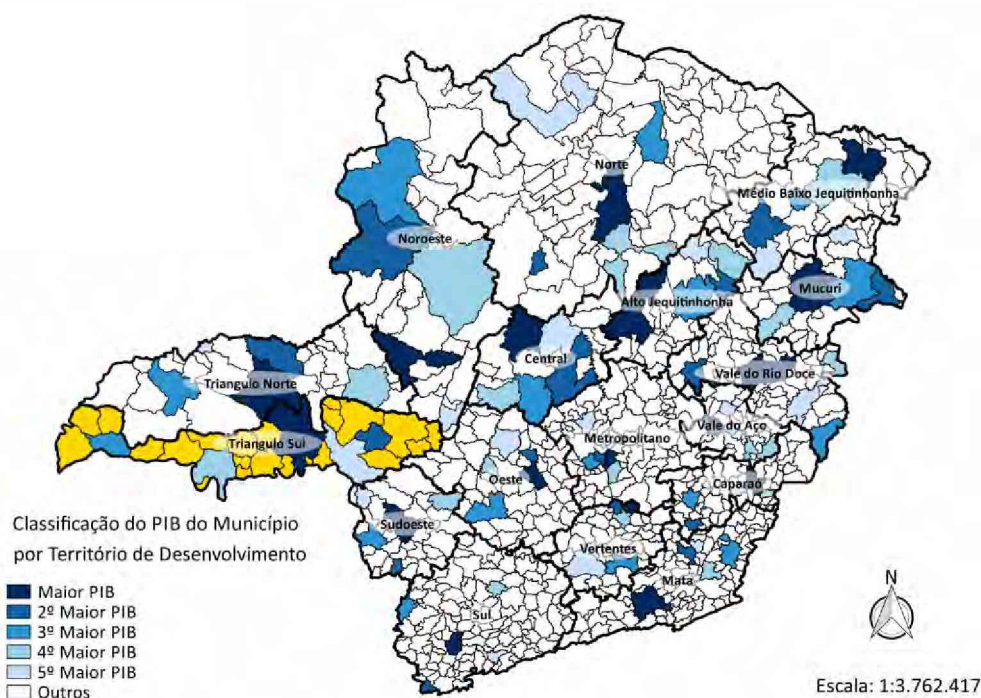 Norte
Médio Baixo Jequitinhonha
Noroeste
Mucuri
Alto Jequitinhonha
Central
Vale do Rio Doce
Triangulo Norte
Vale do Aço
Metropolitano
Triangulo Sul
Oeste
Caparaó
Sudoeste
Vertentes
Mata
Sul
Classificação do PIB do Município
por Território de Desenvolvimento
Maior PIB
2º Maior PIB
3º Maior PIB
4º Maior PIB
5º Maior PIB
Outros
N
Escala: 1:3.762.417